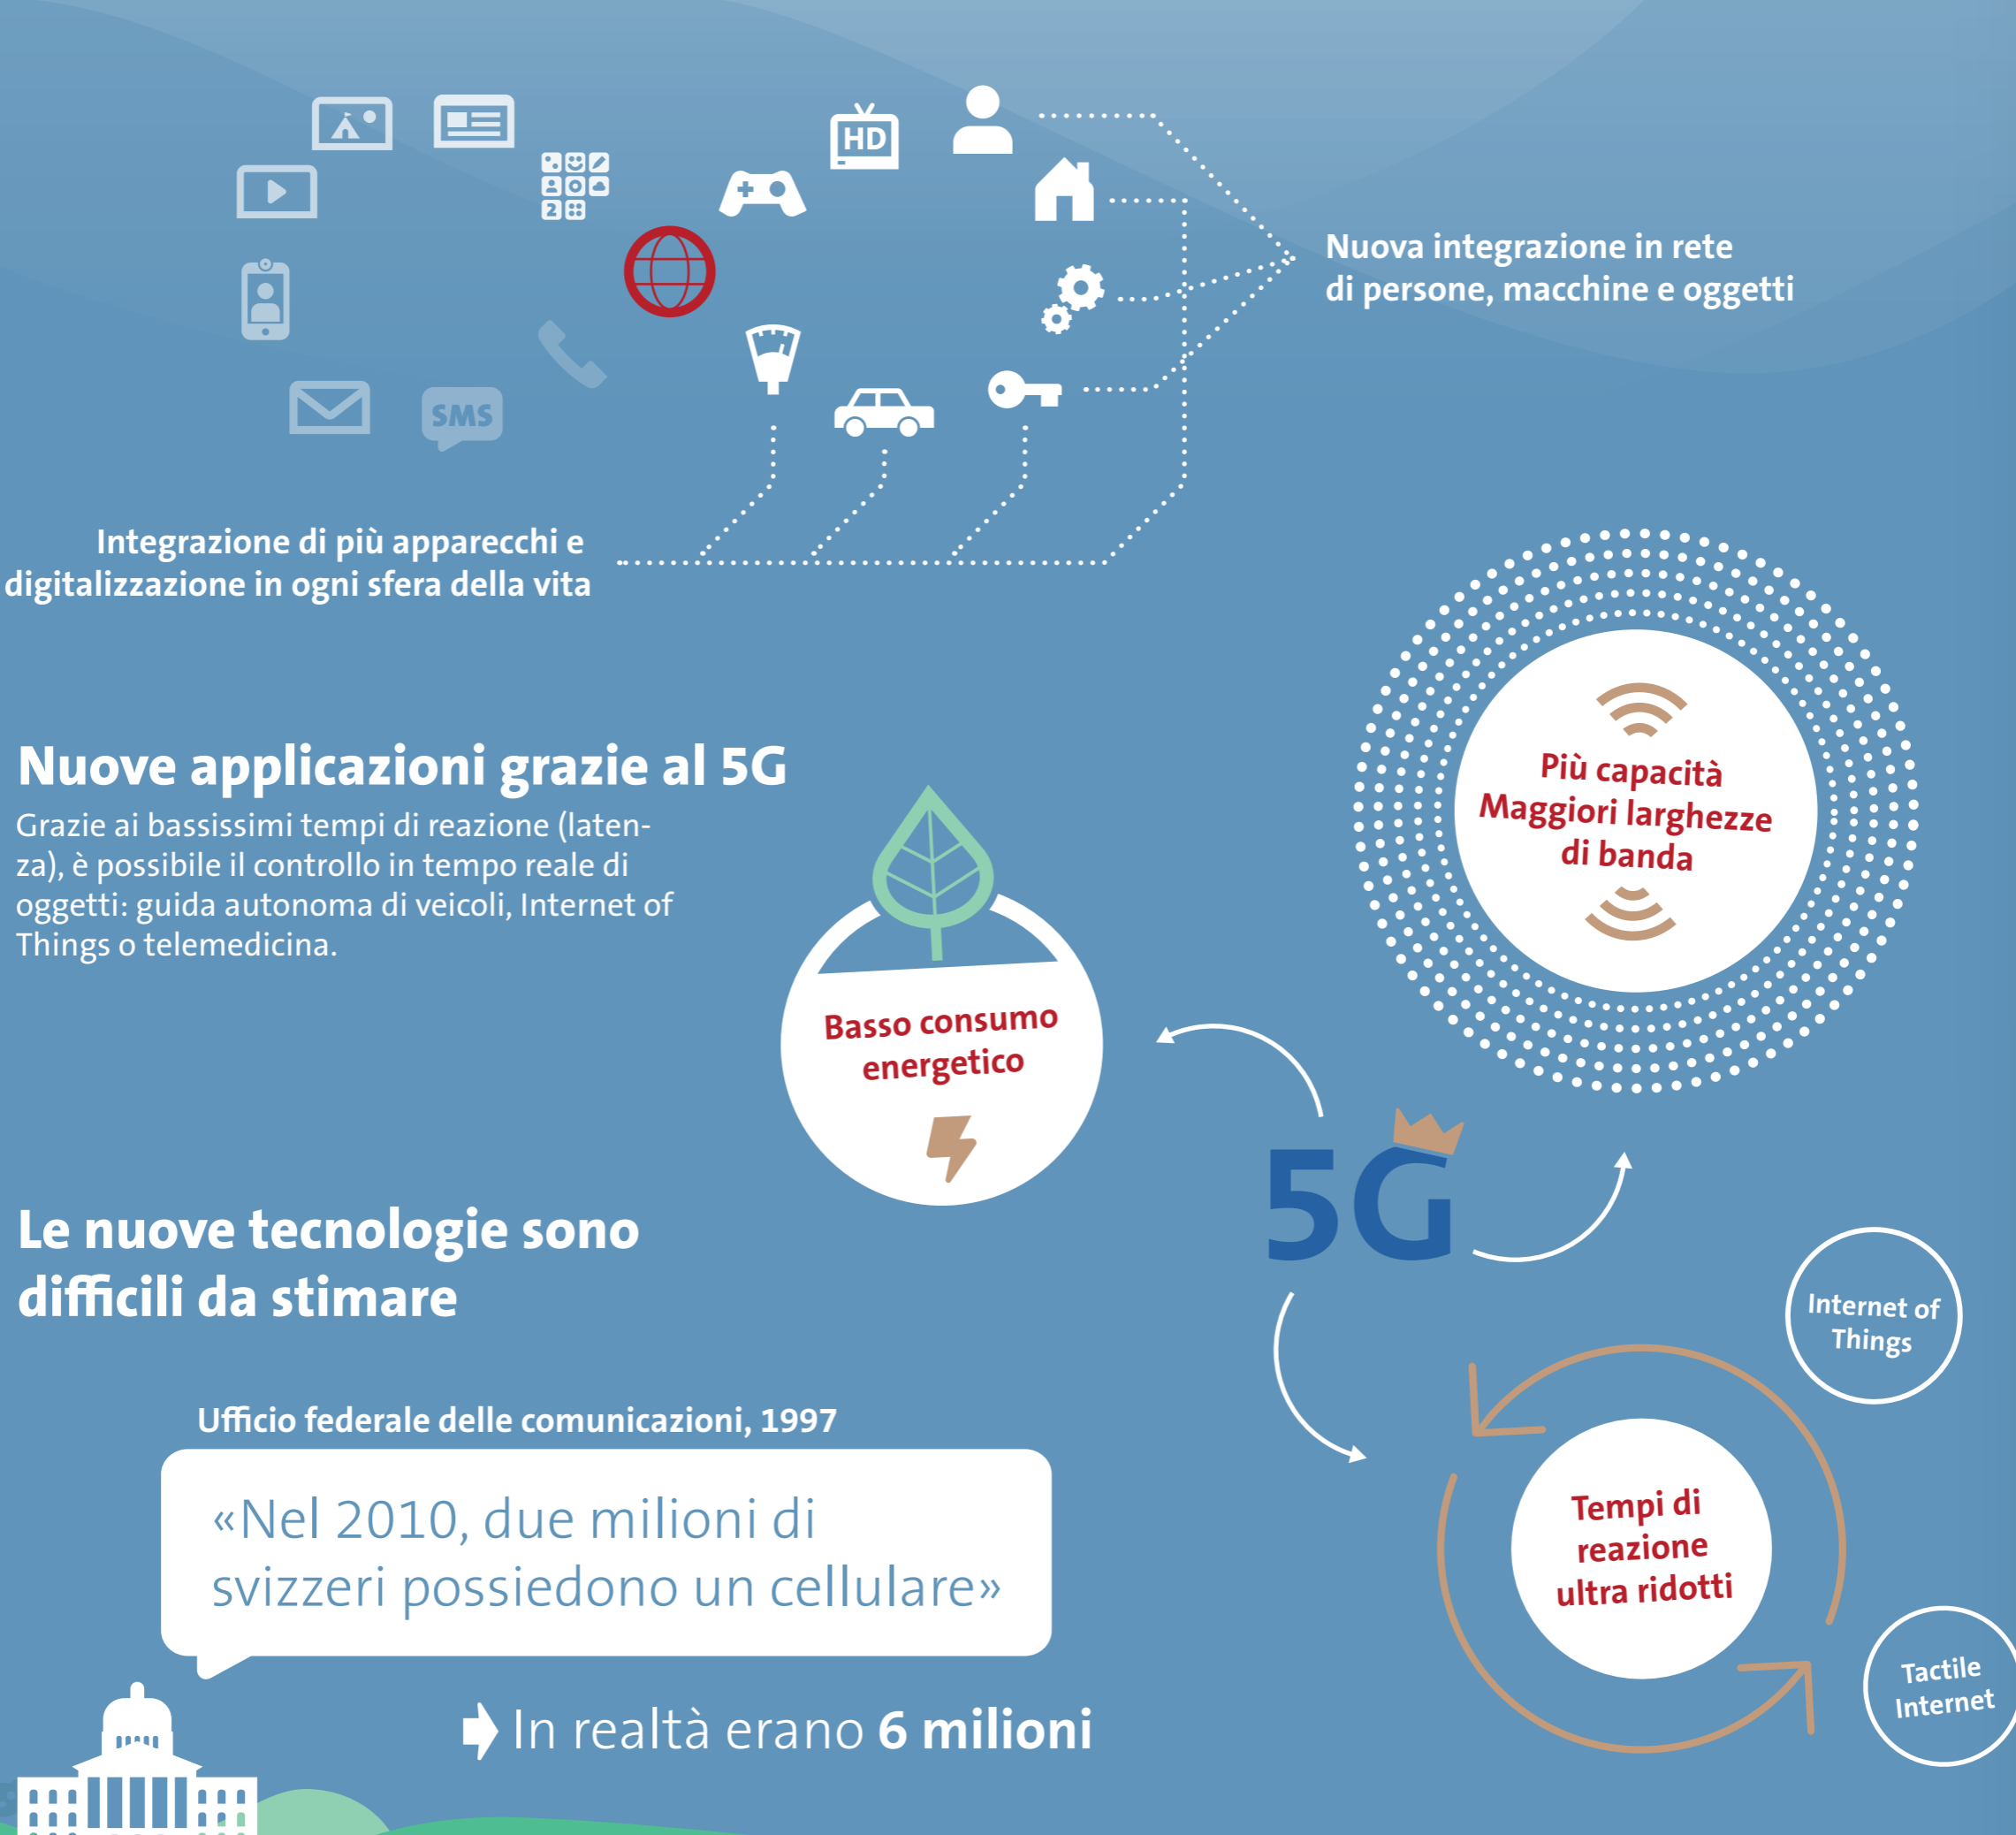 HD
2
SMS
Nuova integrazione in rete
di persone, macchine e oggetti
Integrazione di più apparecchi e
digitalizzazione in ogni sfera della vita
Nuove applicazioni grazie al 5G
Grazie ai bassissimi tempi di reazione (laten-
za), è possibile il controllo in tempo reale di
oggetti: guida autonoma di veicoli, Internet of
Things o telemedicina.
Più capacità
Maggiori larghezze
di banda
Basso consumo
energetico
5G
Le nuove tecnologie sono
difficili da stimare
Internet of
Things
Ufficio federale delle comunicazioni, 1997
«Nel 2010, due milioni di
svizzeri possiedono un cellulare»
Tempi di
reazione
ultra ridotti
Tactile
Internet
In realtà erano 6 milioni